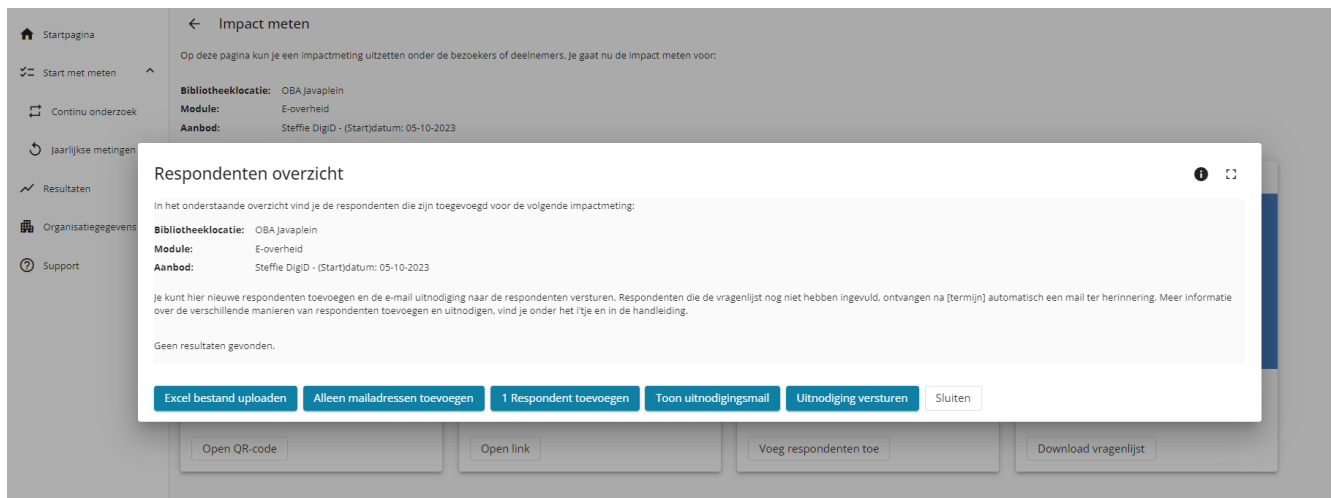 Startpagina
Start met meten
Continu onderzoek
Jaarlijkse metingen
Resultaten
Organisatiegegevens
Support
Impact meten
Op deze pagina kun je een impactmeting uitzetten onder de bezoekers of deelnemers. Je gaat nu de impact meten voor:
Bibliotheeklocatie: OBA Javaplein
Module: E-overheid
Aanbod: Steffie DigiD - (Start)datum: 05-10-2023
Respondenten overzicht
In het onderstaande overzicht vind je de respondenten die zijn toegevoegd voor de volgende impactmeting:
Bibliotheeklocatie: OBA Javaplein
Module: E-overheid
Aanbod: Steffie DigiD - (Start)datum: 05-10-2023
Je kunt hier nieuwe respondenten toevoegen en de e-mail uitnodiging naar de respondenten versturen. Respondenten die de vragenlijst nog niet hebben ingevuld, ontvangen na [termijn] automatisch een mail ter herinnering. Meer informatie
over de verschillende manieren van respondenten toevoegen en uitnodigen, vind je onder het i'tje en in de handleiding.
Geen resultaten gevonden.
Excel bestand uploaden Alleen mailadressen toevoegen 1 Respondent toevoegen Toon uitnodigingsmail Uitnodiging versturen Sluiten
Open QR-code Open link Voeg respondenten toe Download vragenlijst